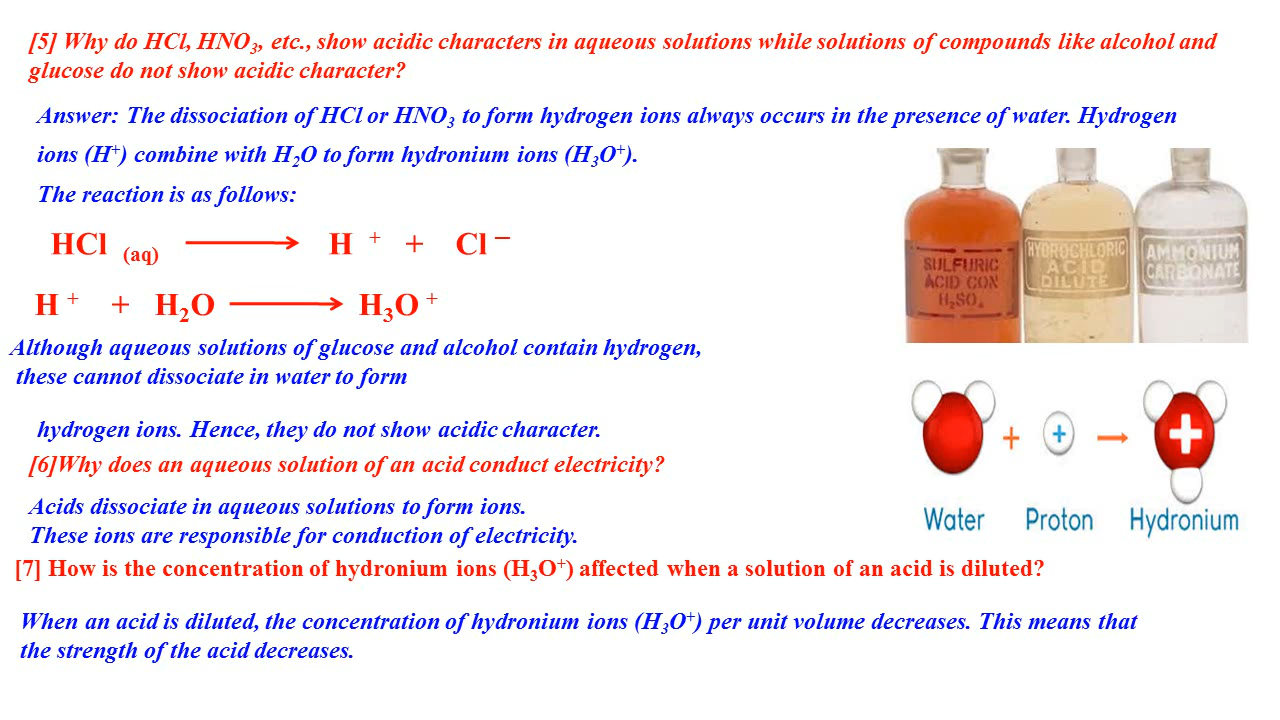 [5] Why do HCl, HNO₃, etc., show acidic characters in aqueous solutions while solutions of compounds like alcohol and
glucose do not show acidic character?
Answer: The dissociation of HCl or HNO₃ to form hydrogen ions always occurs in the presence of water. Hydrogen
ions (H⁺) combine with H₂O to form hydronium ions (H₃O⁺).
The reaction is as follows:
HCl (aq) ⟶ H ⁺ + Cl ⁻
H ⁺ + H₂O ⟶ H₃O ⁺
Although aqueous solutions of glucose and alcohol contain hydrogen,
these cannot dissociate in water to form
hydrogen ions. Hence, they do not show acidic character.
[6]Why does an aqueous solution of an acid conduct electricity?
Acids dissociate in aqueous solutions to form ions.
These ions are responsible for conduction of electricity.
[7] How is the concentration of hydronium ions (H₃O⁺) affected when a solution of an acid is diluted?
When an acid is diluted, the concentration of hydronium ions (H₃O⁺) per unit volume decreases. This means that
the strength of the acid decreases.
SULFURIC
ACID CON
H₂SO₄
HYDROCHLORIC
ACID
DILUTE
AMMONIUM
CARBONATE
+ + → +
Water Proton Hydronium